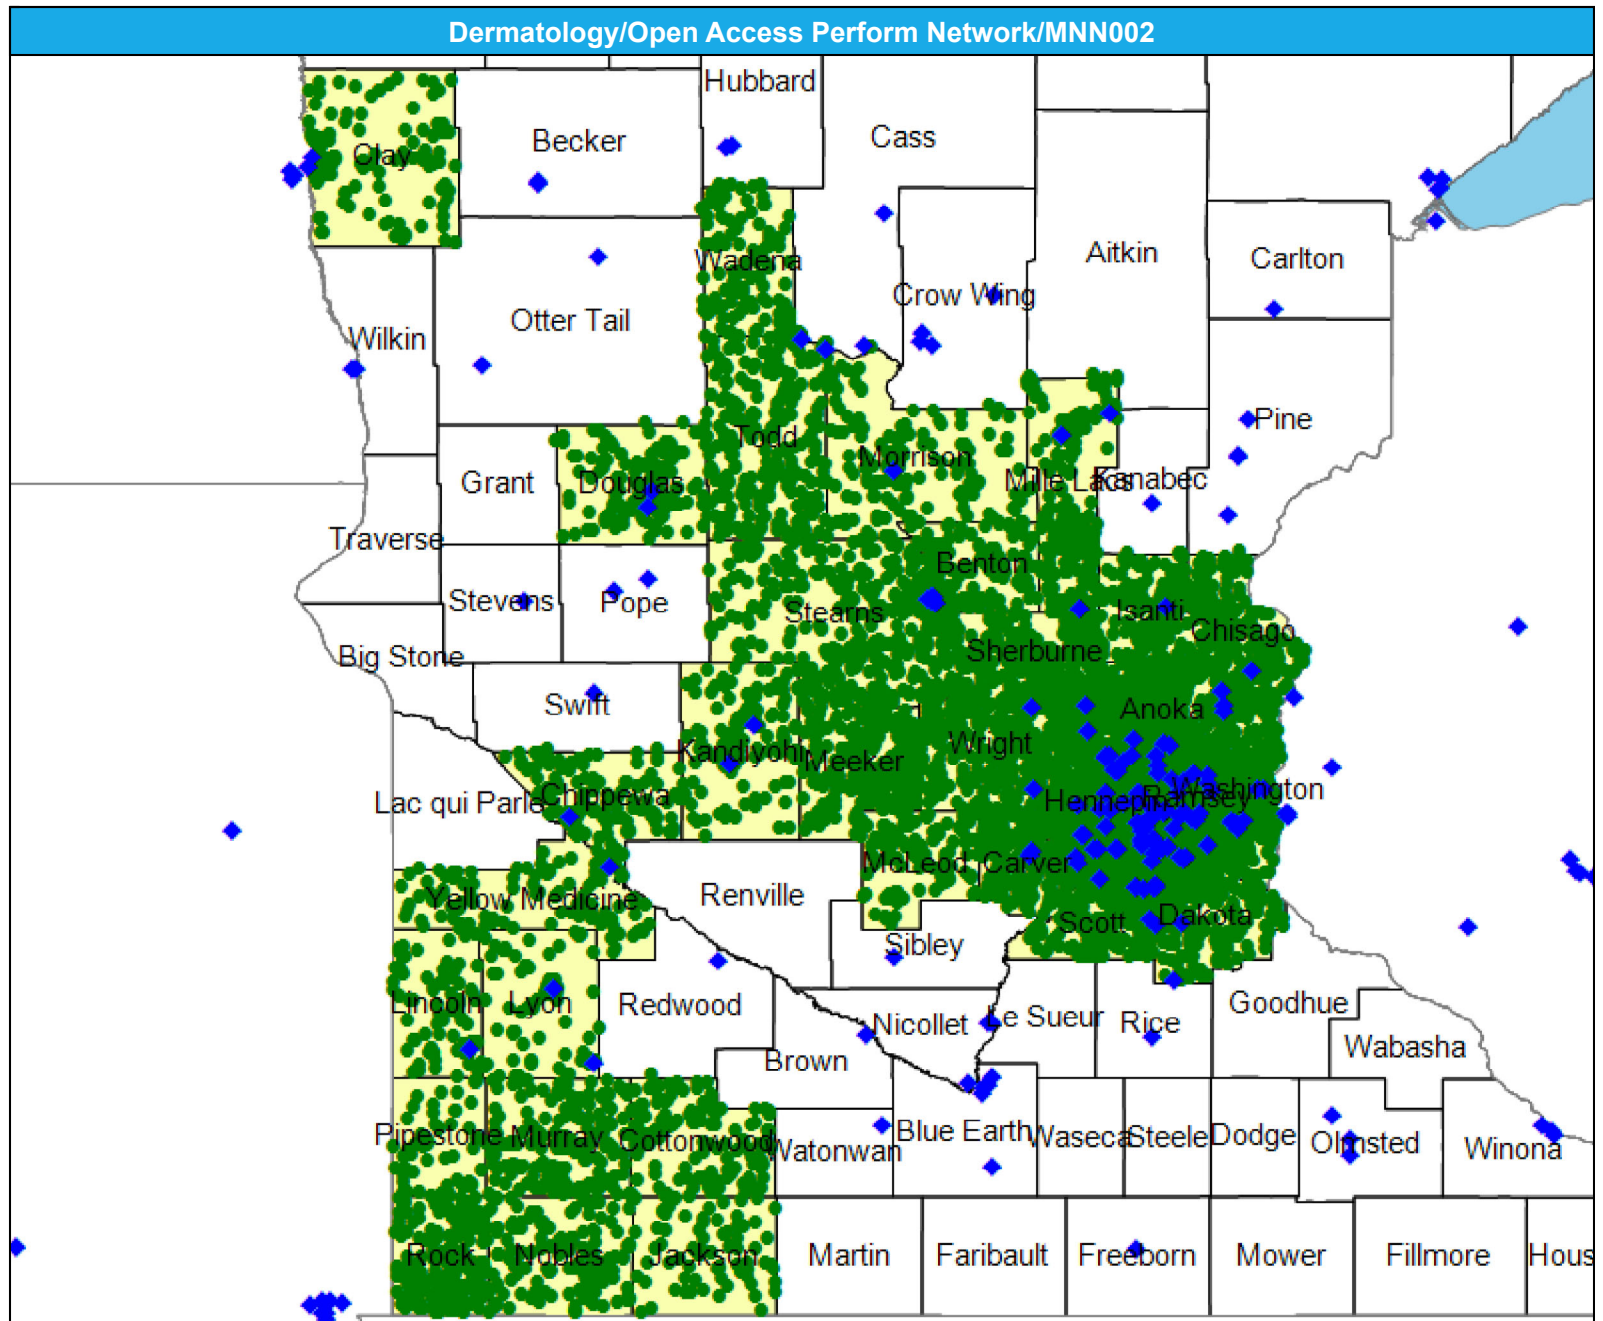 Dermatology/Open Access Perform Network/MNN002
Hubbard
Cass
Becker
Clay
Wadena
Aitkin
Carlton
Crow Wing
Otter Tail
Wilkin
Pine
Todd
Morrison
Grant
Douglas
Mille Lacs
Kanabec
Traverse
Benton
Stevens
Pope
Stearns
Isanti
Chisago
Sherburne
Big Stone
Swift
Anoka
Wright
Kandiyohi
Meeker
Lac qui Parle
Chippewa
Hennepin
Ramsey
Washington
McLeod
Carver
Yellow Medicine
Renville
Scott
Dakota
Sibley
Lincoln
Lyon
Redwood
Nicollet
Le Sueur
Rice
Goodhue
Brown
Wabasha
Pipestone
Murray
Cottonwood
Watonwan
Blue Earth
Waseca
Steele
Dodge
Olmsted
Winona
Rock
Nobles
Jackson
Martin
Faribault
Freeborn
Mower
Fillmore
Hous